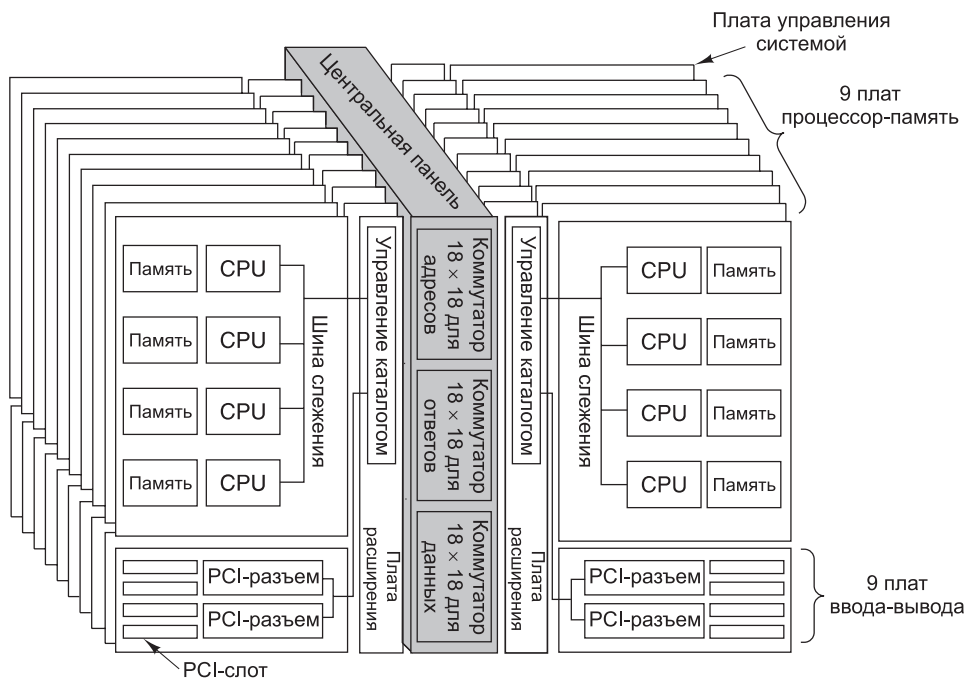 Плата управления
системой
9 плат
процессор-память
Центральная панель
Память
CPU
Память
CPU
Память
CPU
Память
CPU
Шина слежения
Управление каталогом
Коммутатор
18 × 18 для
адресов
Коммутатор
18 × 18 для
ответов
Коммутатор
18 × 18 для
данных
Управление каталогом
Шина слежения
CPU
Память
CPU
Память
CPU
Память
CPU
Память
PCI-разъем
PCI-разъем
Плата
расширения
Плата
расширения
PCI-разъем
PCI-разъем
9 плат
ввода-вывода
PCI-слот